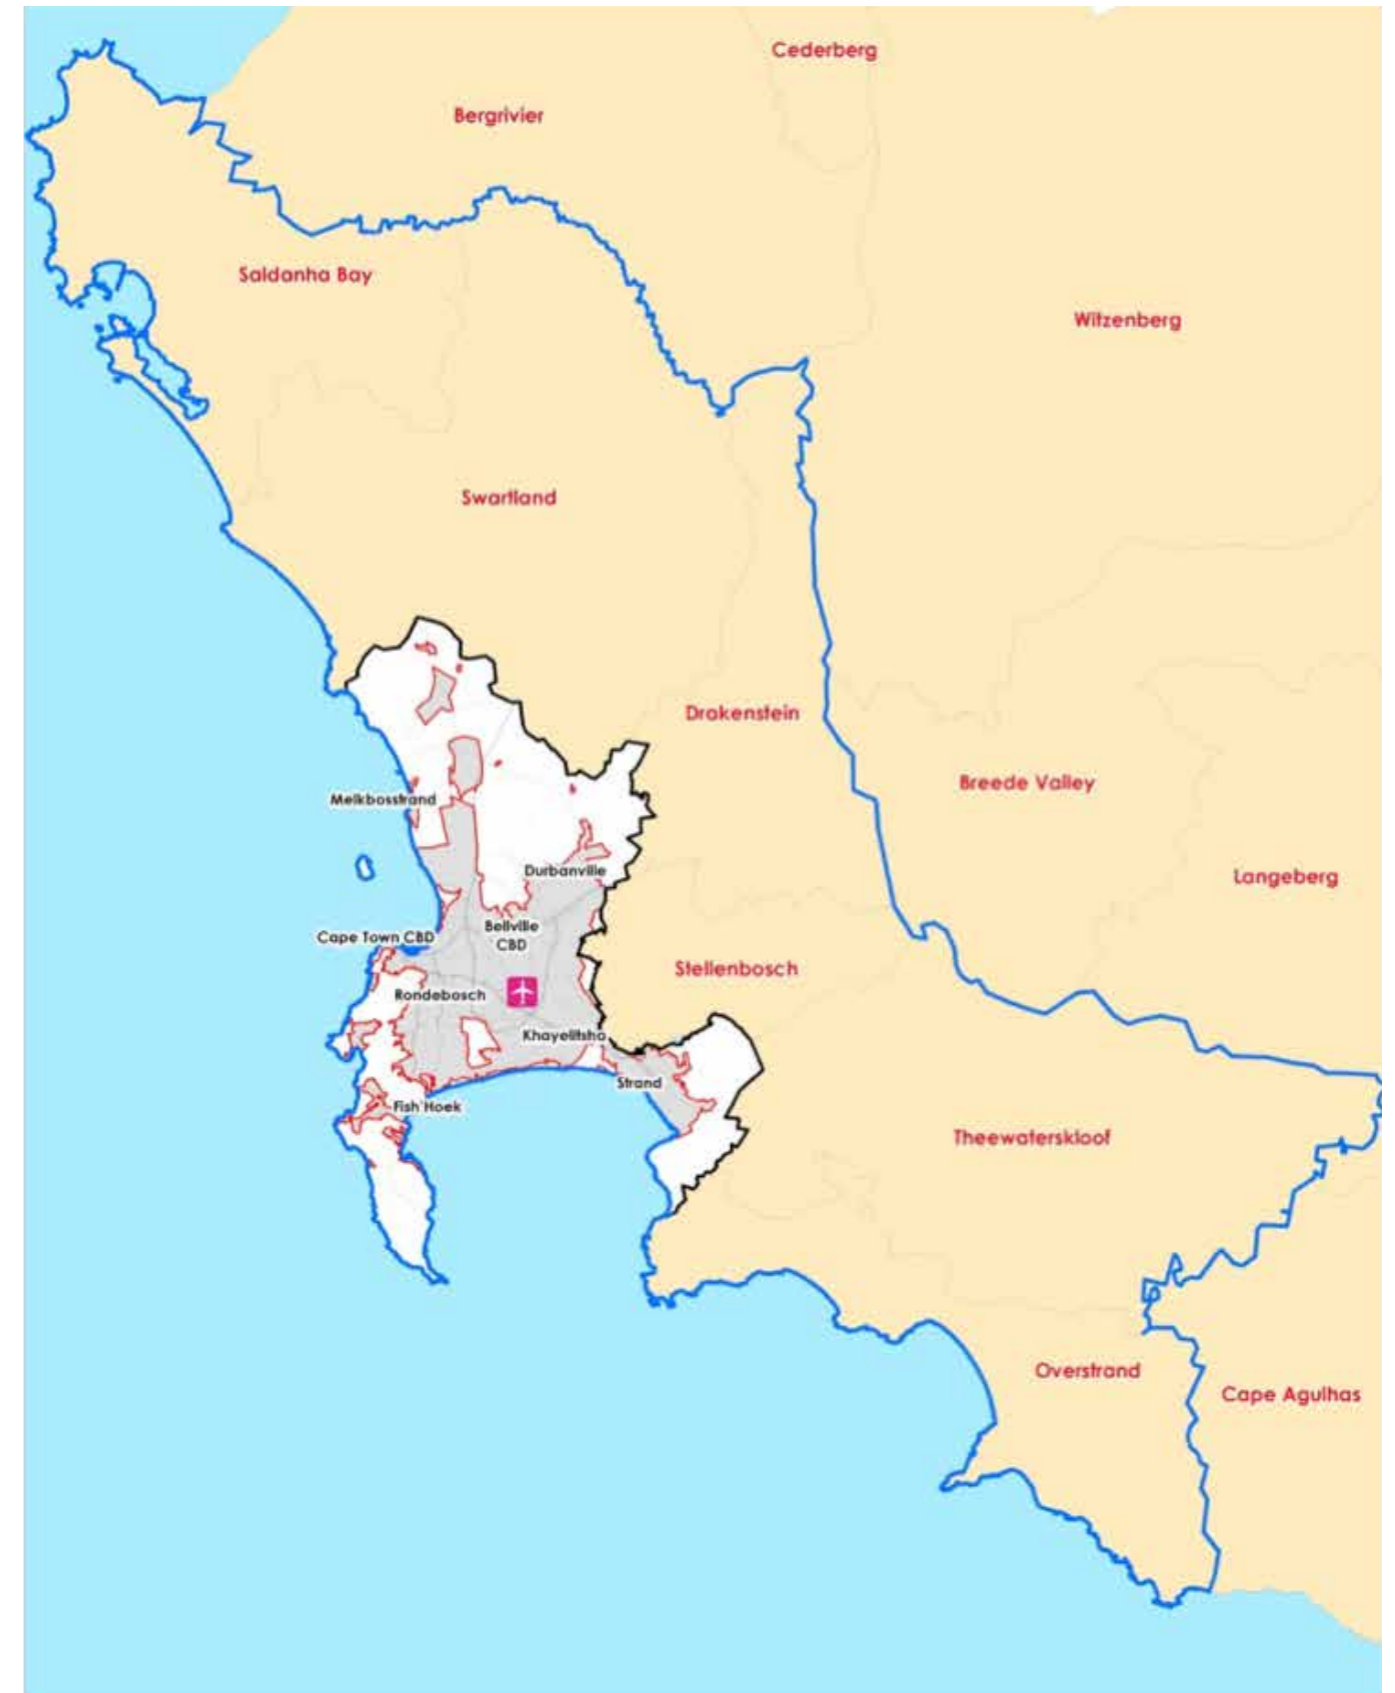 Cederberg
Bergrivier
Saldanha Bay
Witzenberg
Swartland
Drakenstein
Breede Valley
Melkbosstrand
Durbanville
Langeberg
Bellville
CBD
Cape Town CBD
Stellenbosch
Rondebosch
Khayelitsha
Strand
Fish Hoek
Theewaterskloof
Overstrand
Cape Agulhas